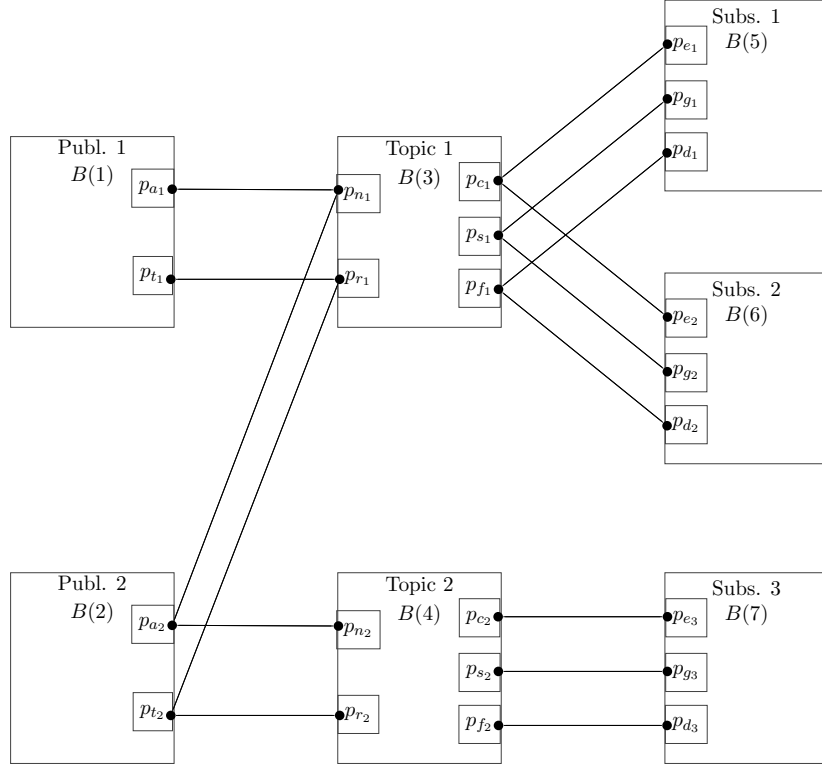 Subs. 1
B(5)
p_{e_1}
p_{g_1}
p_{d_1}
Publ. 1
B(1)
p_{a_1}
p_{t_1}
Topic 1
B(3)
p_{n_1}
p_{r_1}
p_{c_1}
p_{s_1}
p_{f_1}
Subs. 2
B(6)
p_{e_2}
p_{g_2}
p_{d_2}
Publ. 2
B(2)
p_{a_2}
p_{t_2}
Topic 2
B(4)
p_{n_2}
p_{r_2}
p_{c_2}
p_{s_2}
p_{f_2}
Subs. 3
B(7)
p_{e_3}
p_{g_3}
p_{d_3}